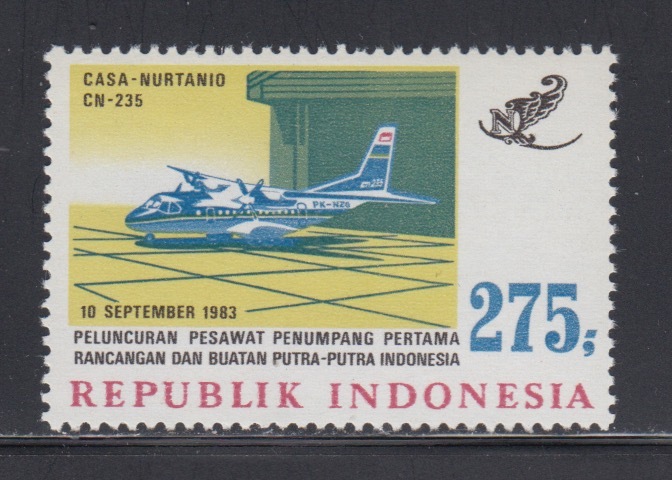 CASA-NURTANIO
CN-235
N
PK-NZ6
10 SEPTEMBER 1983
275,-
PELUNCURAN PESAWAT PENUMPANG PERTAMA
RANCANGAN DAN BUATAN PUTRA-PUTRA INDONESIA
REPUBLIK INDONESIA